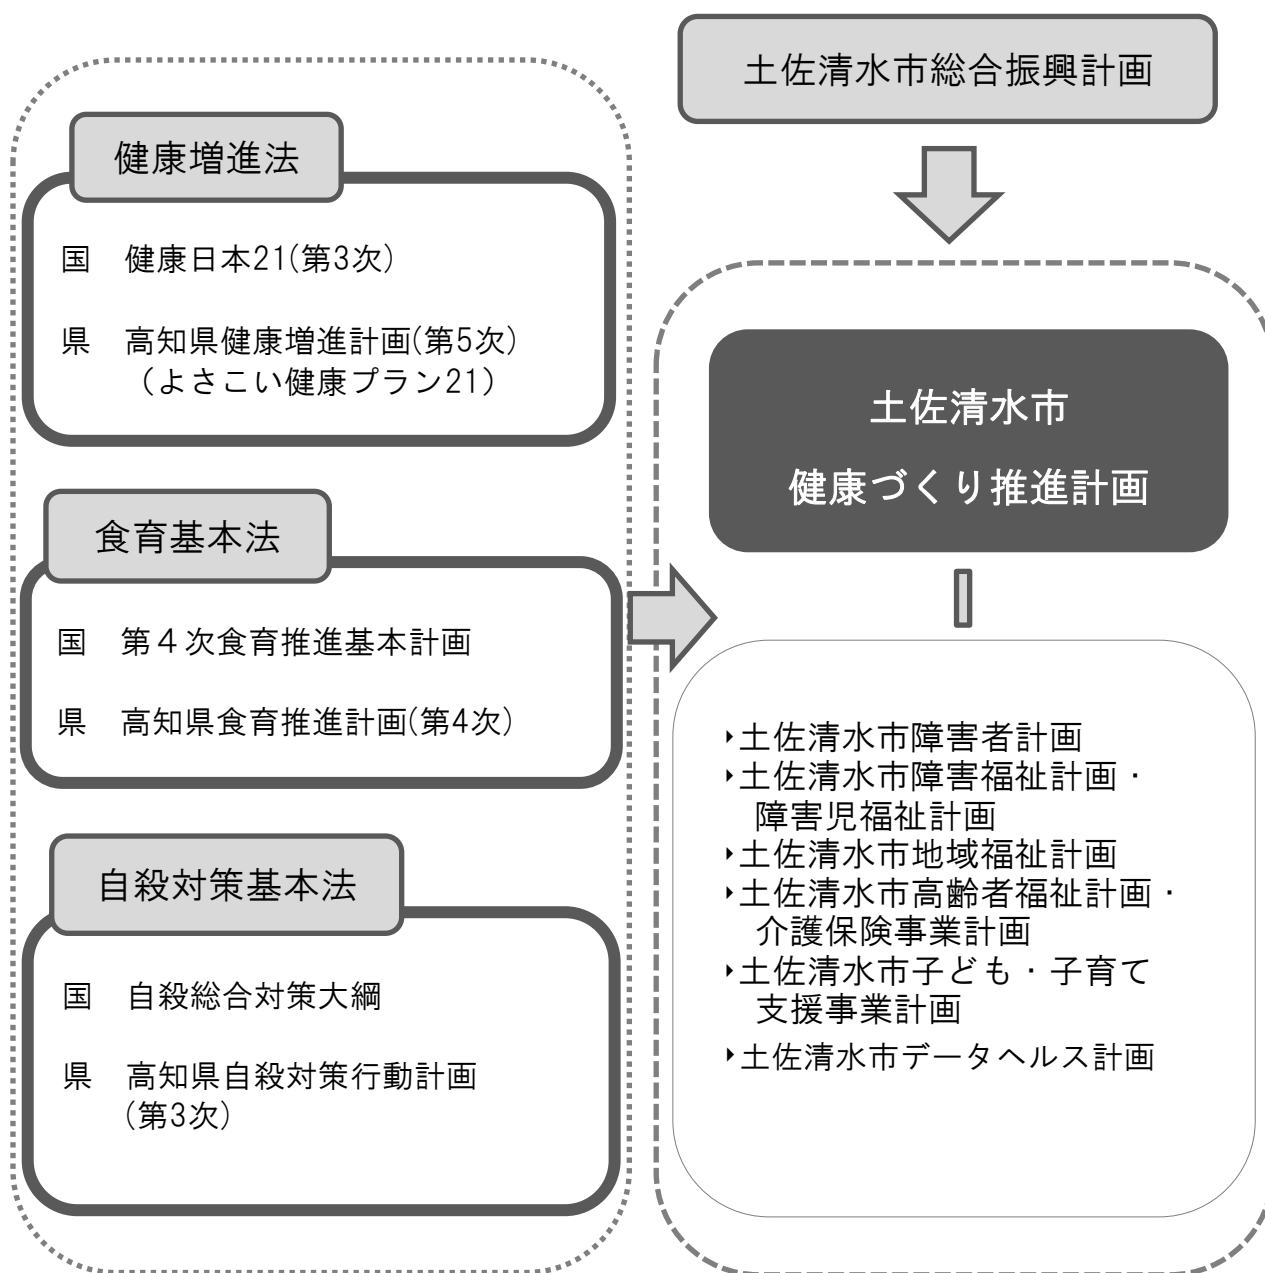 土佐清水市総合振興計画
健康増進法
国　健康日本21(第3次)
県　高知県健康増進計画(第5次)
（よさこい健康プラン21）
食育基本法
国　第４次食育推進基本計画
県　高知県食育推進計画(第4次)
自殺対策基本法
国　自殺総合対策大綱
県　高知県自殺対策行動計画
(第3次)
土佐清水市
健康づくり推進計画
‣土佐清水市障害者計画
‣土佐清水市障害福祉計画・
障害児福祉計画
‣土佐清水市地域福祉計画
‣土佐清水市高齢者福祉計画・
介護保険事業計画
‣土佐清水市子ども・子育て
支援事業計画
‣土佐清水市データヘルス計画